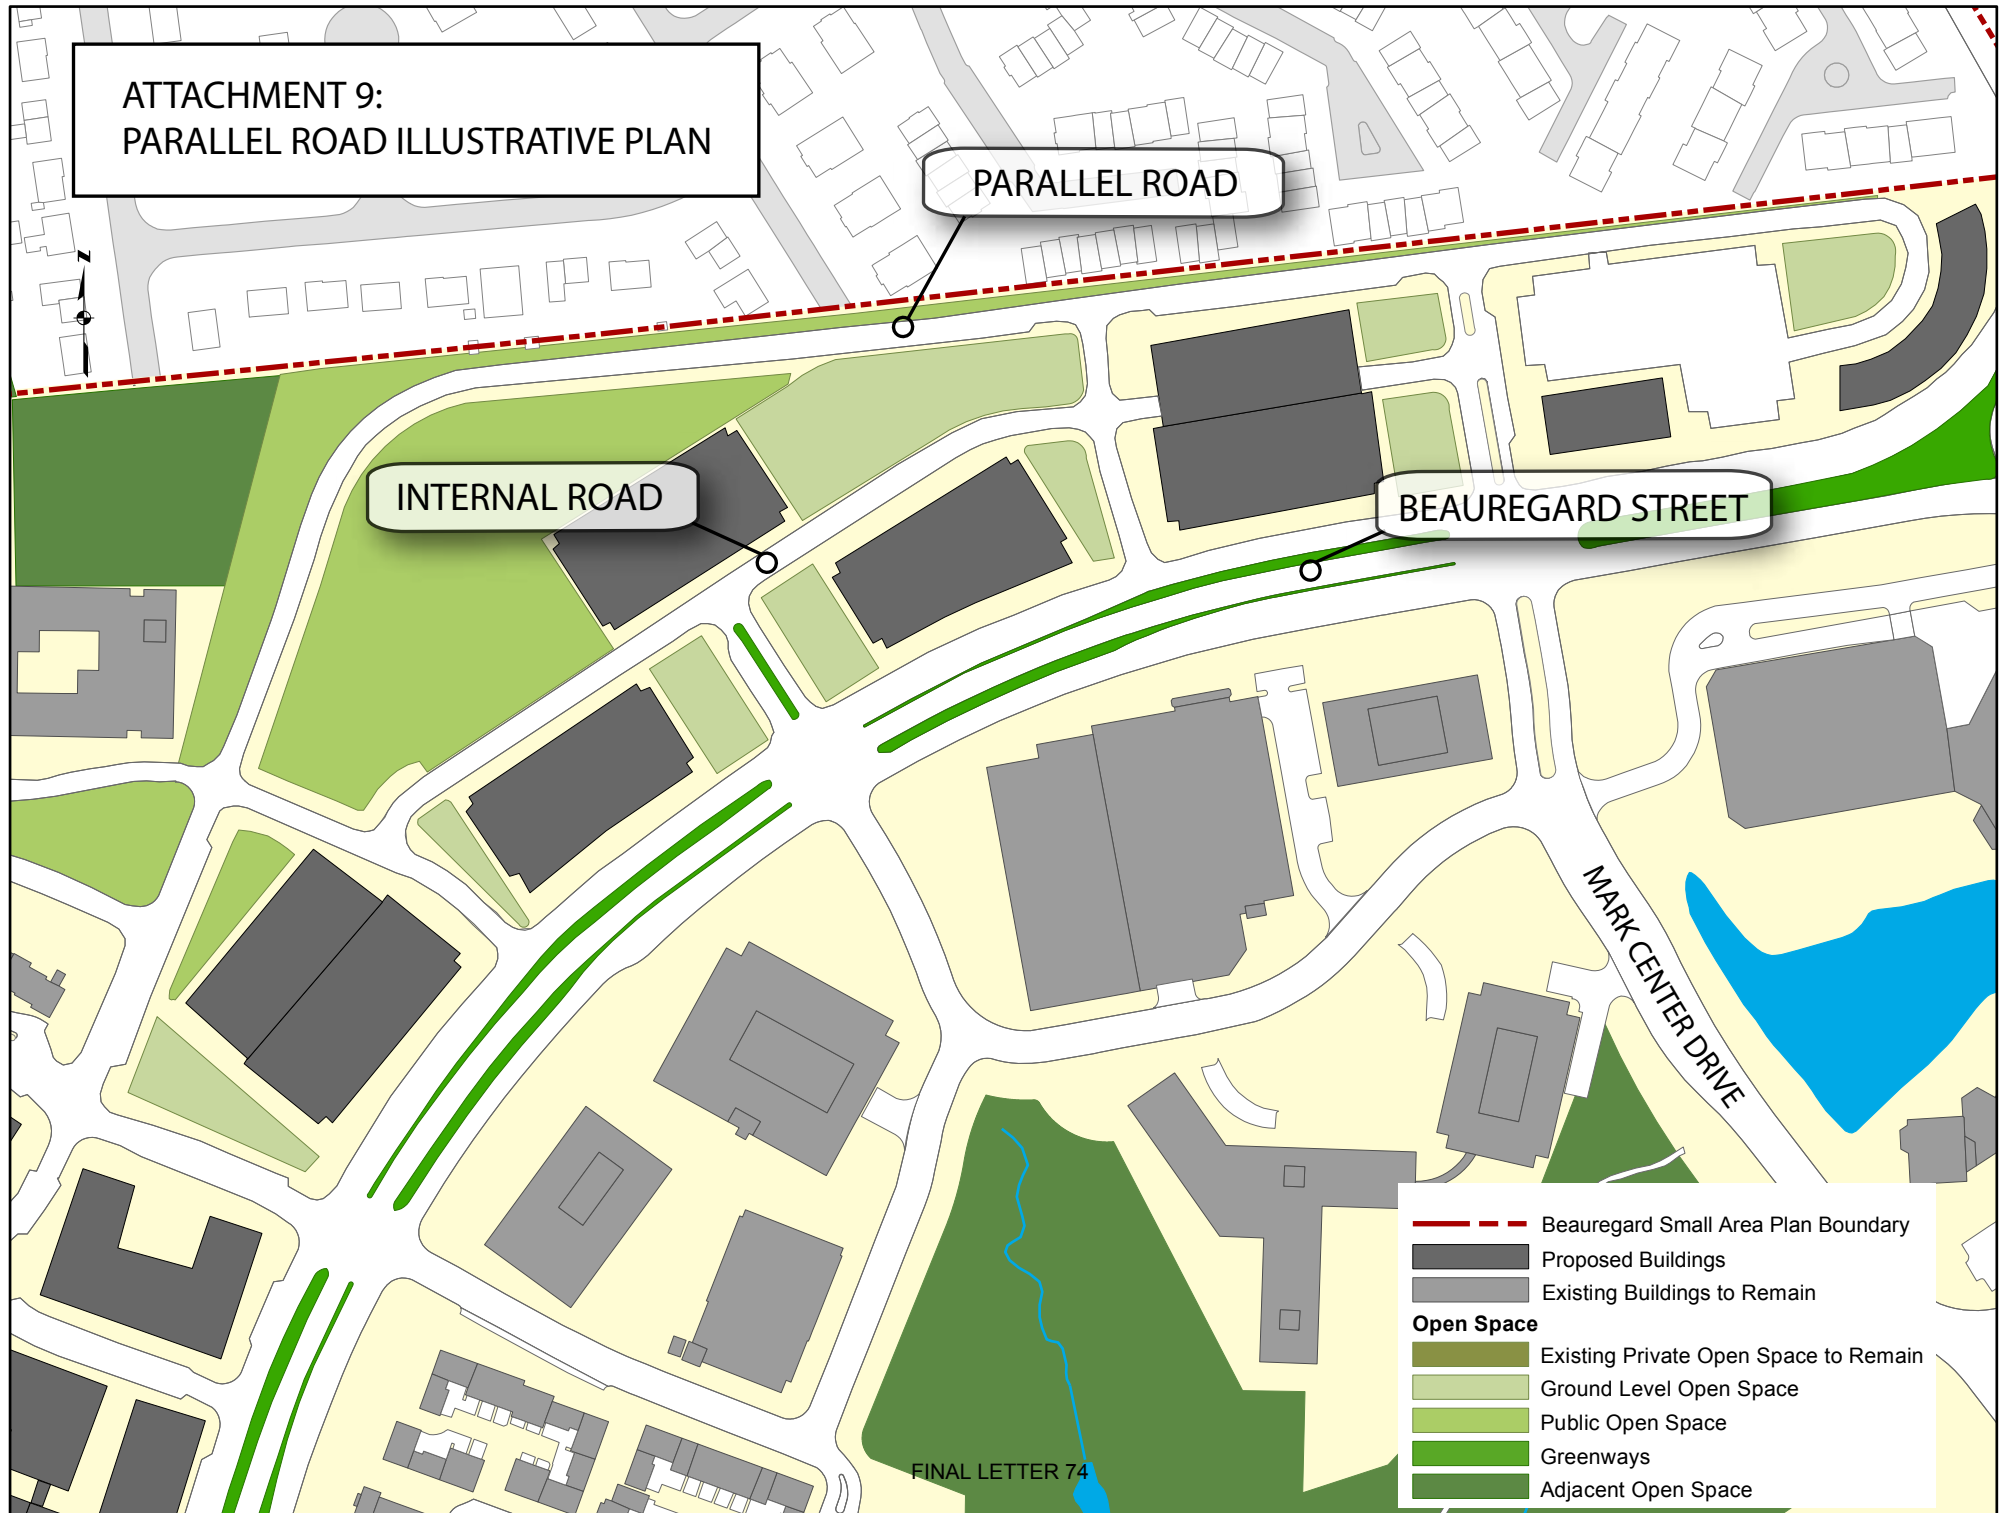 ATTACHMENT 9:
PARALLEL ROAD ILLUSTRATIVE PLAN
PARALLEL ROAD
N
INTERNAL ROAD
BEAUREGARD STREET
MARK CENTER DRIVE
Beauregard Small Area Plan Boundary
Proposed Buildings
Existing Buildings to Remain
Open Space
Existing Private Open Space to Remain
Ground Level Open Space
Public Open Space
Greenways
Adjacent Open Space
FINAL LETTER 74